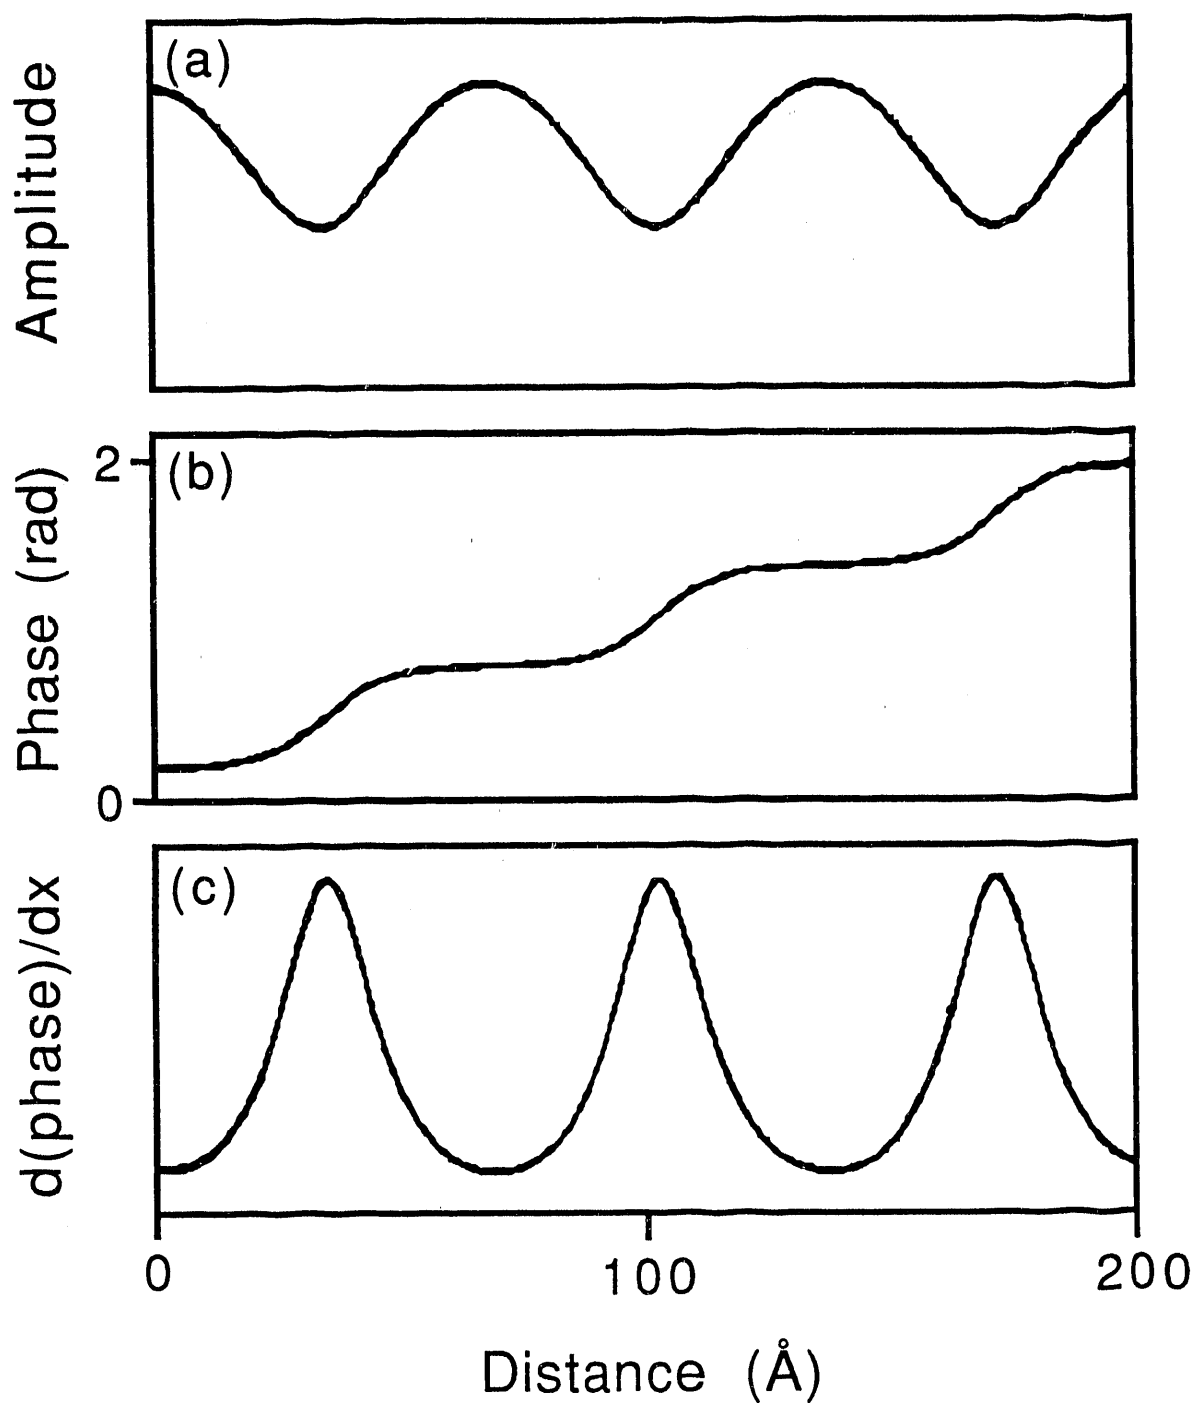 (a)
Amplitude
2
(b)
Phase (rad)
0
(c)
d(phase)/dx
0 100 200
Distance (Å)